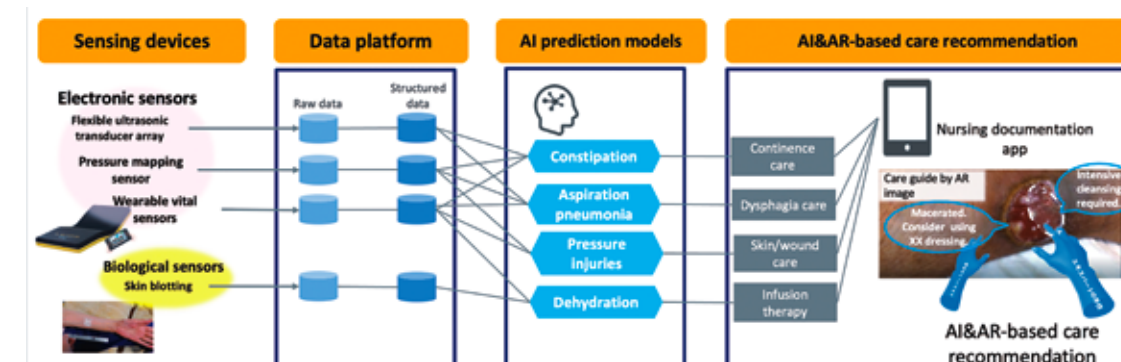 Sensing devices
Data platform
AI prediction models
AI&AR-based care recommendation
Electronic sensors
Flexible ultrasonic
transducer array
Pressure mapping
sensor
Wearable vital
sensors
Biological sensors
Skin blotting
Raw data
Structured
data
Constipation
Aspiration
pneumonia
Pressure
injuries
Dehydration
Continence
care
Dysphagia care
Skin/wound
care
Infusion
therapy
Nursing documentation
app
Care guide by AR
image
Macerated.
Consider using
XX dressing.
Intensive
cleansing
required.
AI&AR-based care
recommendation